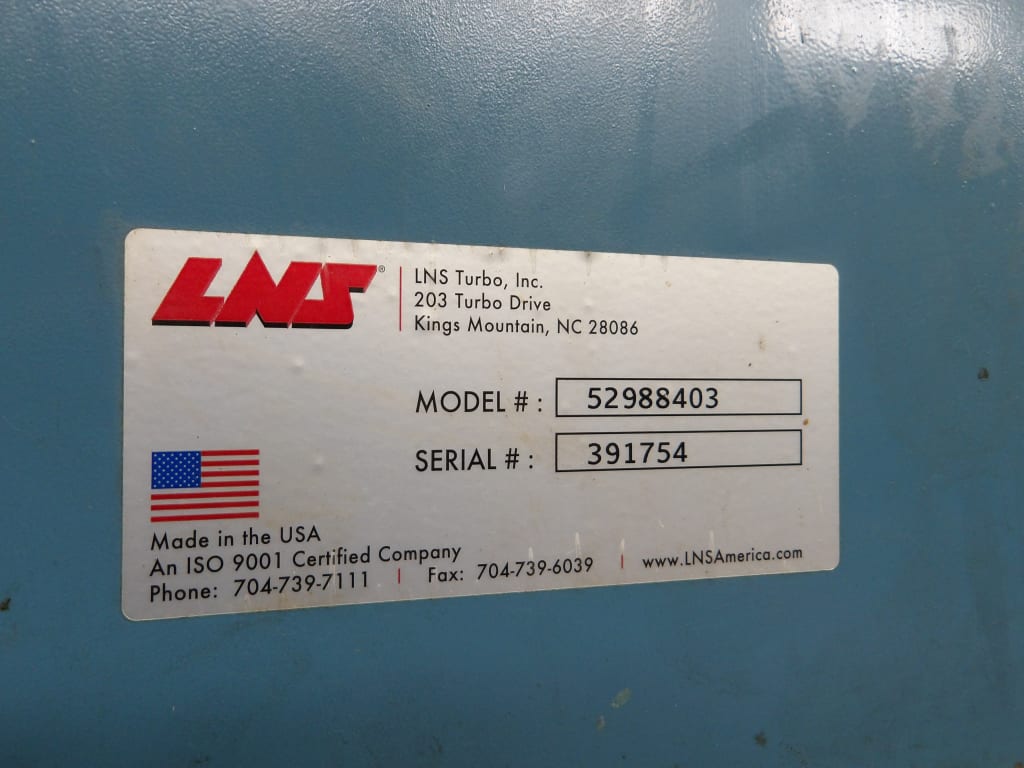 LNS®
LNS Turbo, Inc.
203 Turbo Drive
Kings Mountain, NC 28086
MODEL # : 52988403
SERIAL # : 391754
Made in the USA
An ISO 9001 Certified Company
Phone: 704-739-7111 | Fax: 704-739-6039 | www.LNSAmerica.com